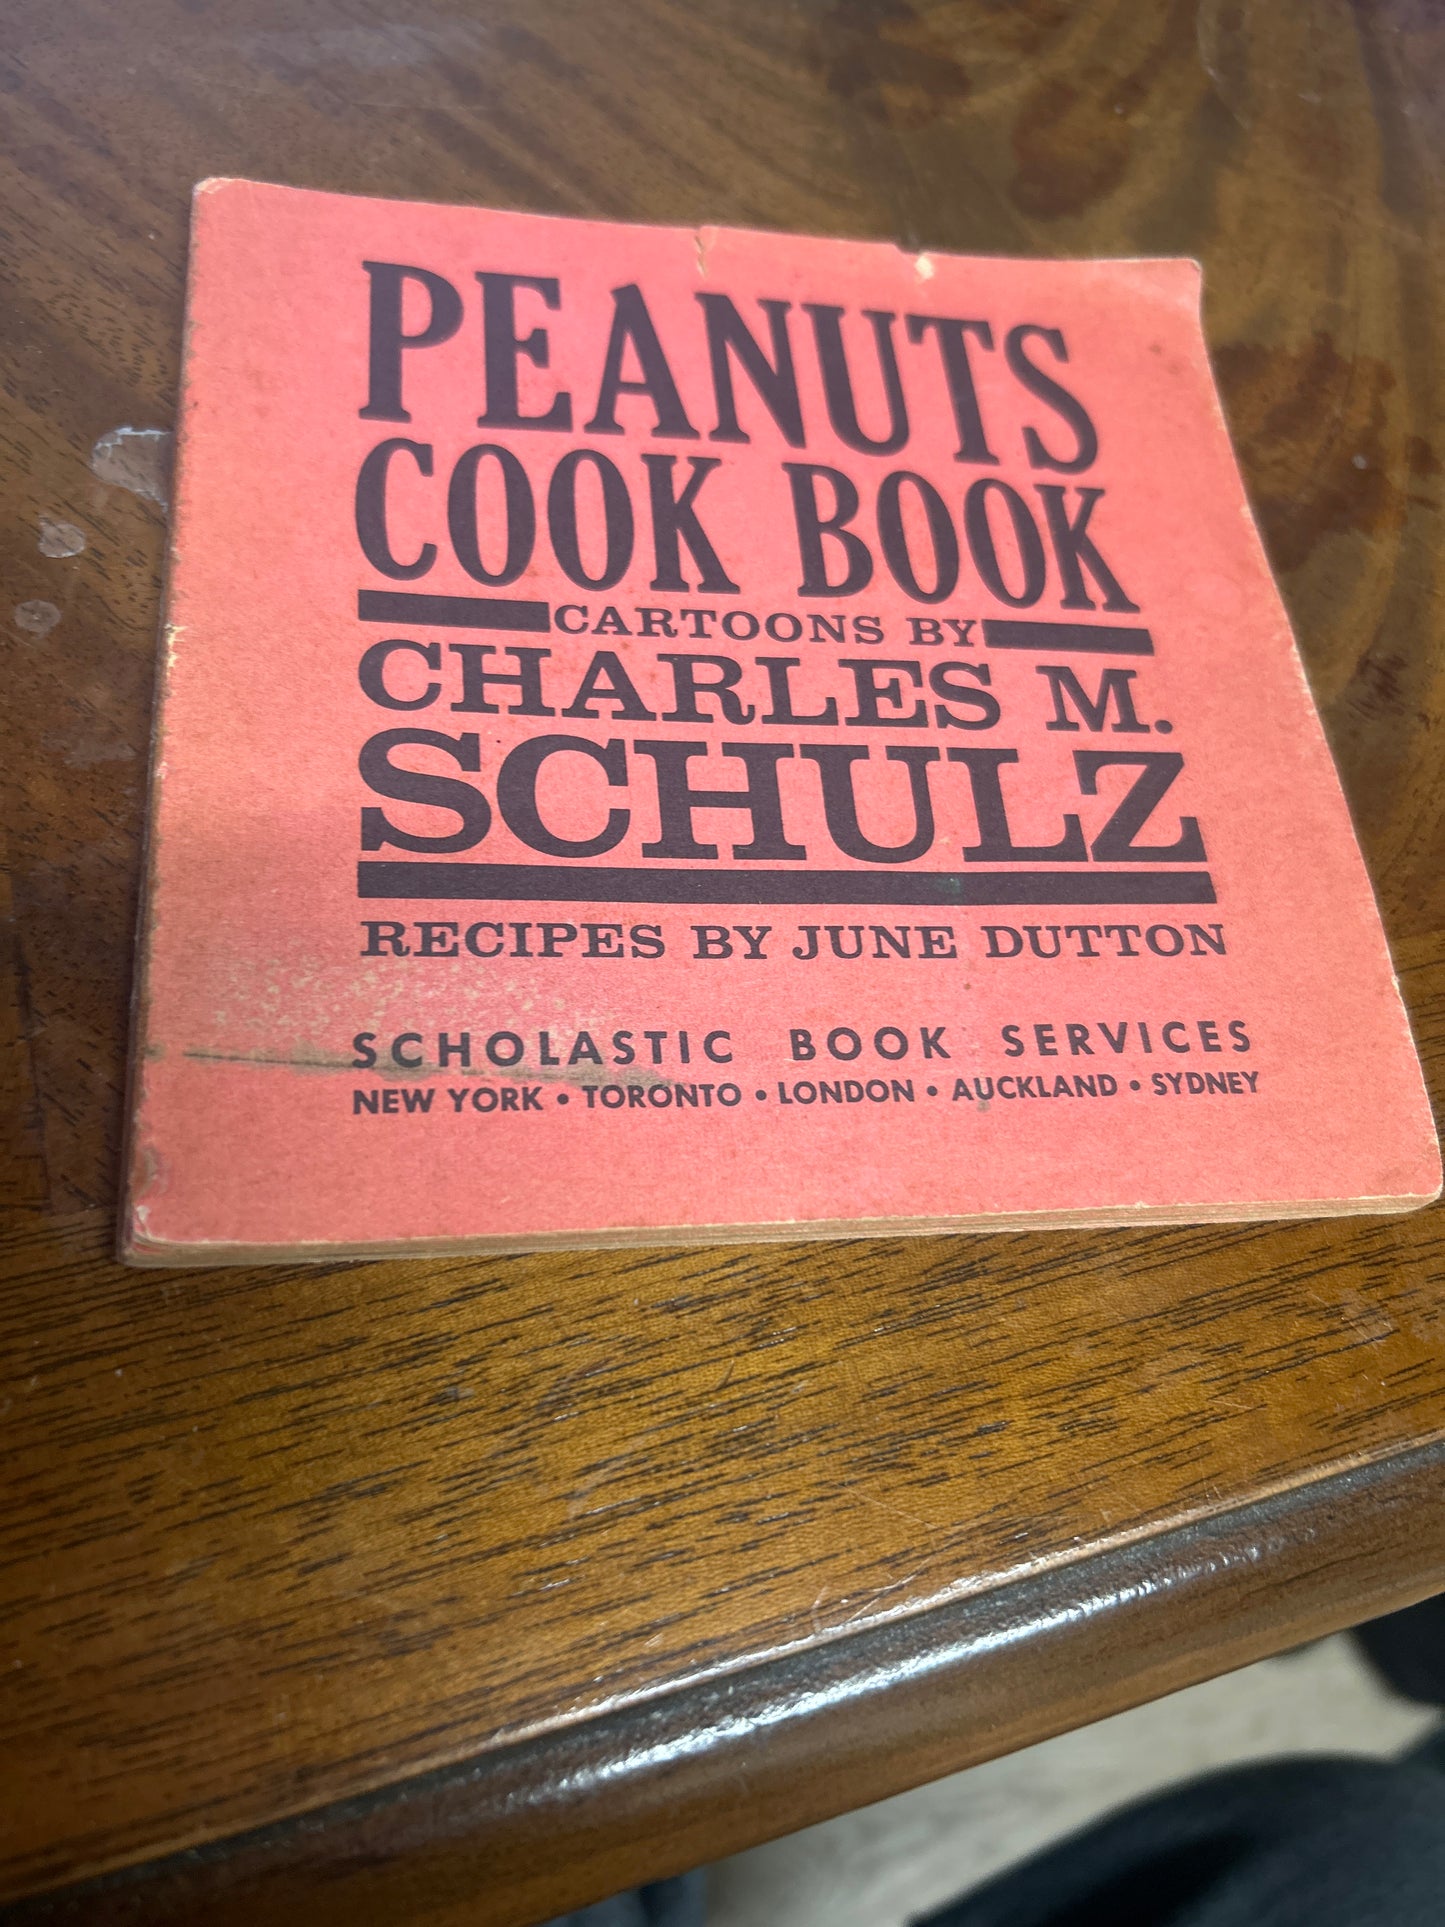 PEANUTS
COOK BOOK
CARTOONS BY
CHARLES M.
SCHULZ
RECIPES BY JUNE DUTTON
SCHOLASTIC BOOK SERVICES
NEW YORK • TORONTO • LONDON • AUCKLAND • SYDNEY